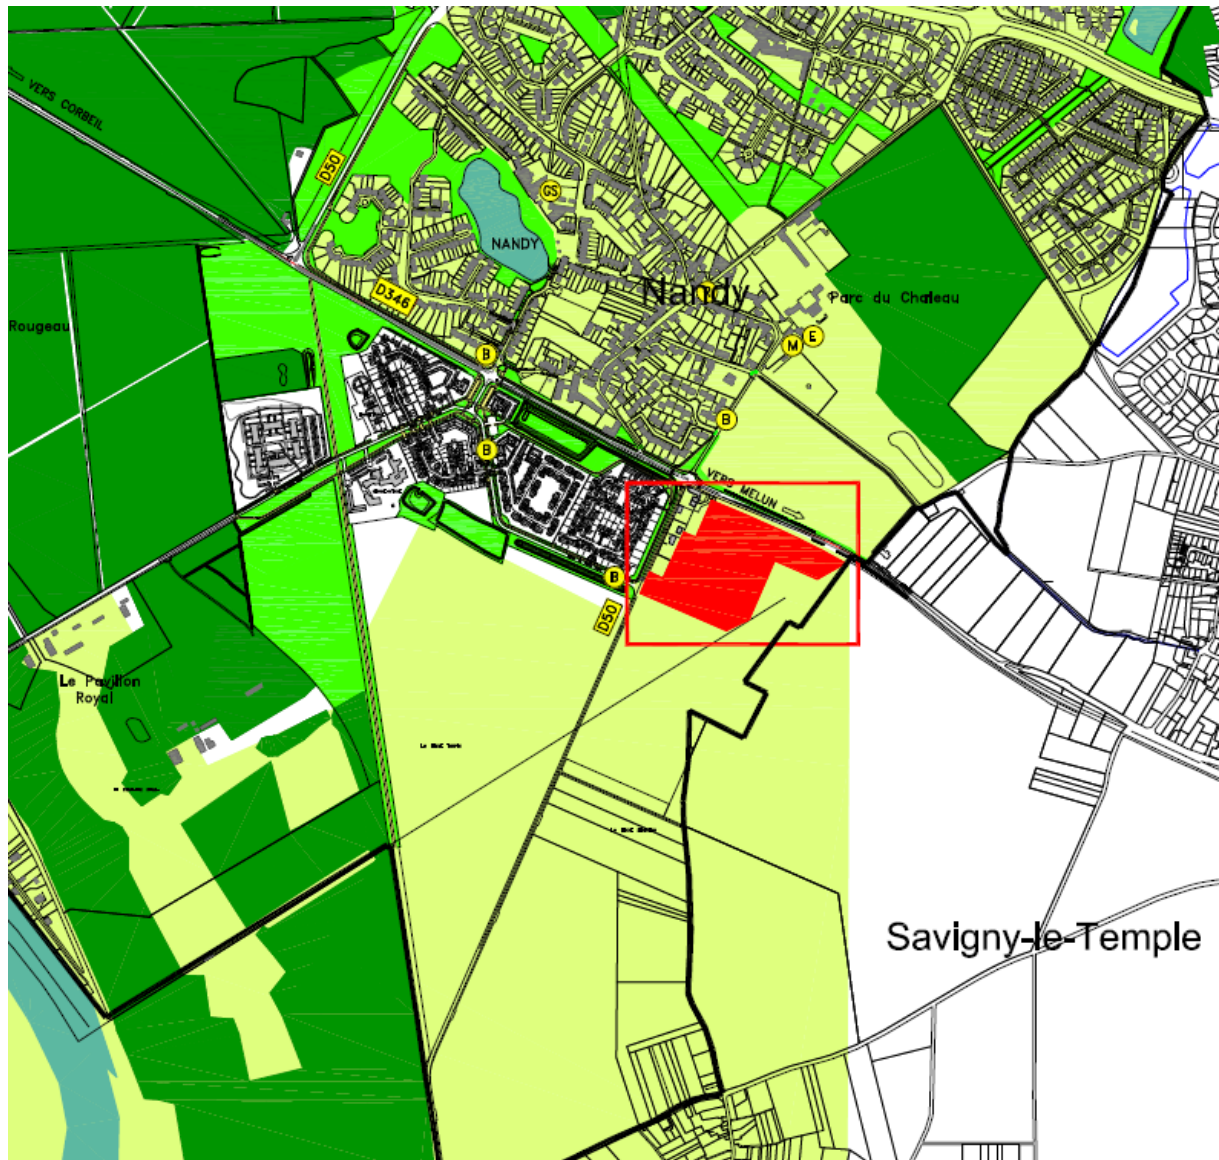 VERS CORBEIL
D50
GS
NANDY
D346
Nandy
Parc du Chateau
Rougeau
M
E
B
B
B
VERS MELUN
B
D50
Le Pavillon
Royal
Savigny-le-Temple